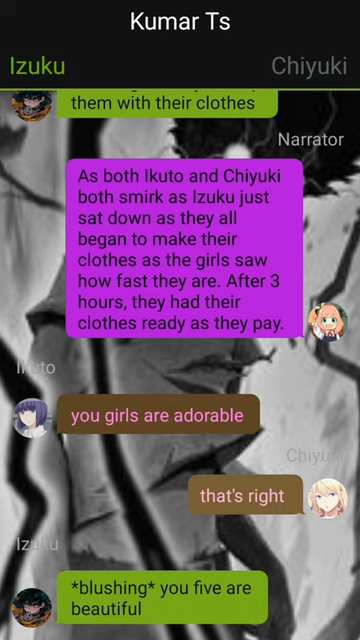 Kumar Ts
Izuku
Chiyuki
them with their clothes
Narrator
As both Ikuto and Chiyuki
both smirk as Izuku just
sat down as they all
began to make their
clothes as the girls saw
how fast they are. After 3
hours, they had their
clothes ready as they pay.
Ikuto
you girls are adorable
Chiyu
that's right
Izuku
*blushing* you five are
beautiful